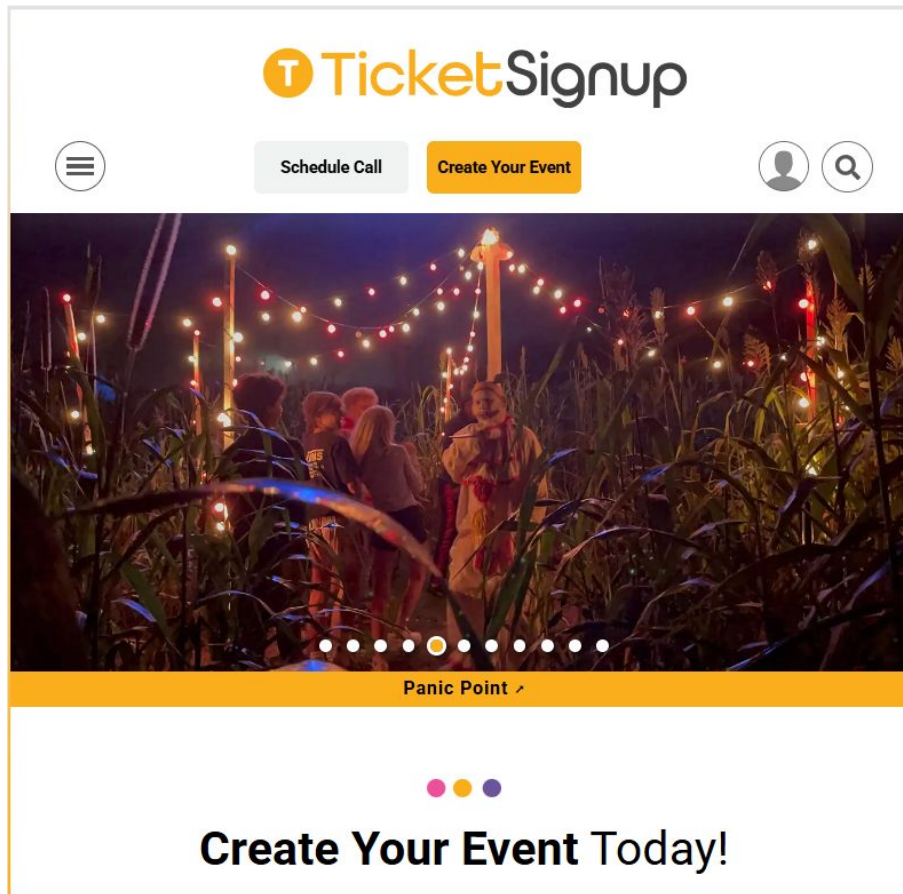 T TicketSignup
Schedule Call
Create Your Event
Panic Point ↗
Create Your Event Today!